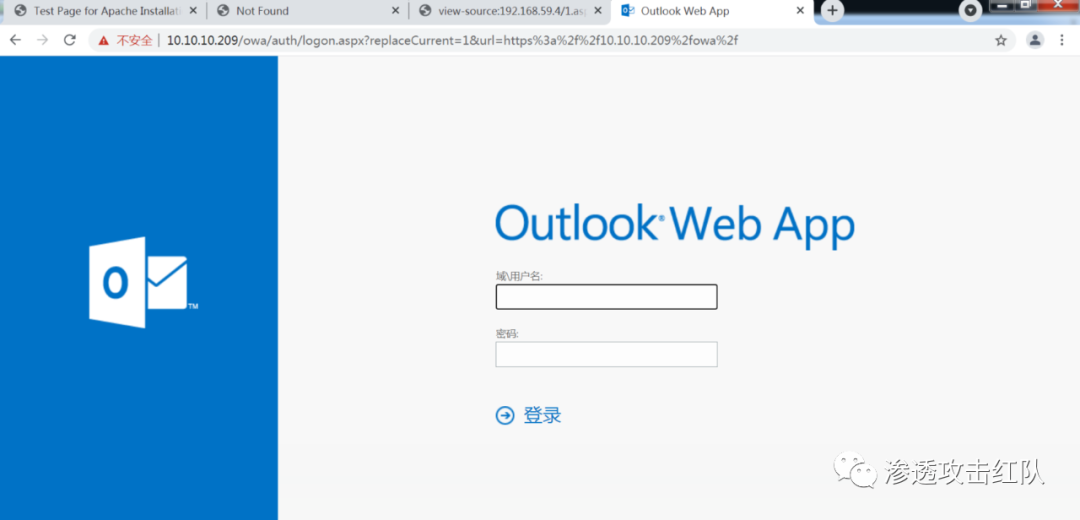 Test Page for Apache Installati
Not Found
view-source:192.168.59.4/1.asp
Outlook Web App
不安全
10.10.10.209/owa/auth/logon.aspx?replaceCurrent=1&url=https%3a%2f%2f10.10.10.209%2fowa%2f
Outlook® Web App
域\用户名:
密码:
登录
O
TM
渗透攻击红队